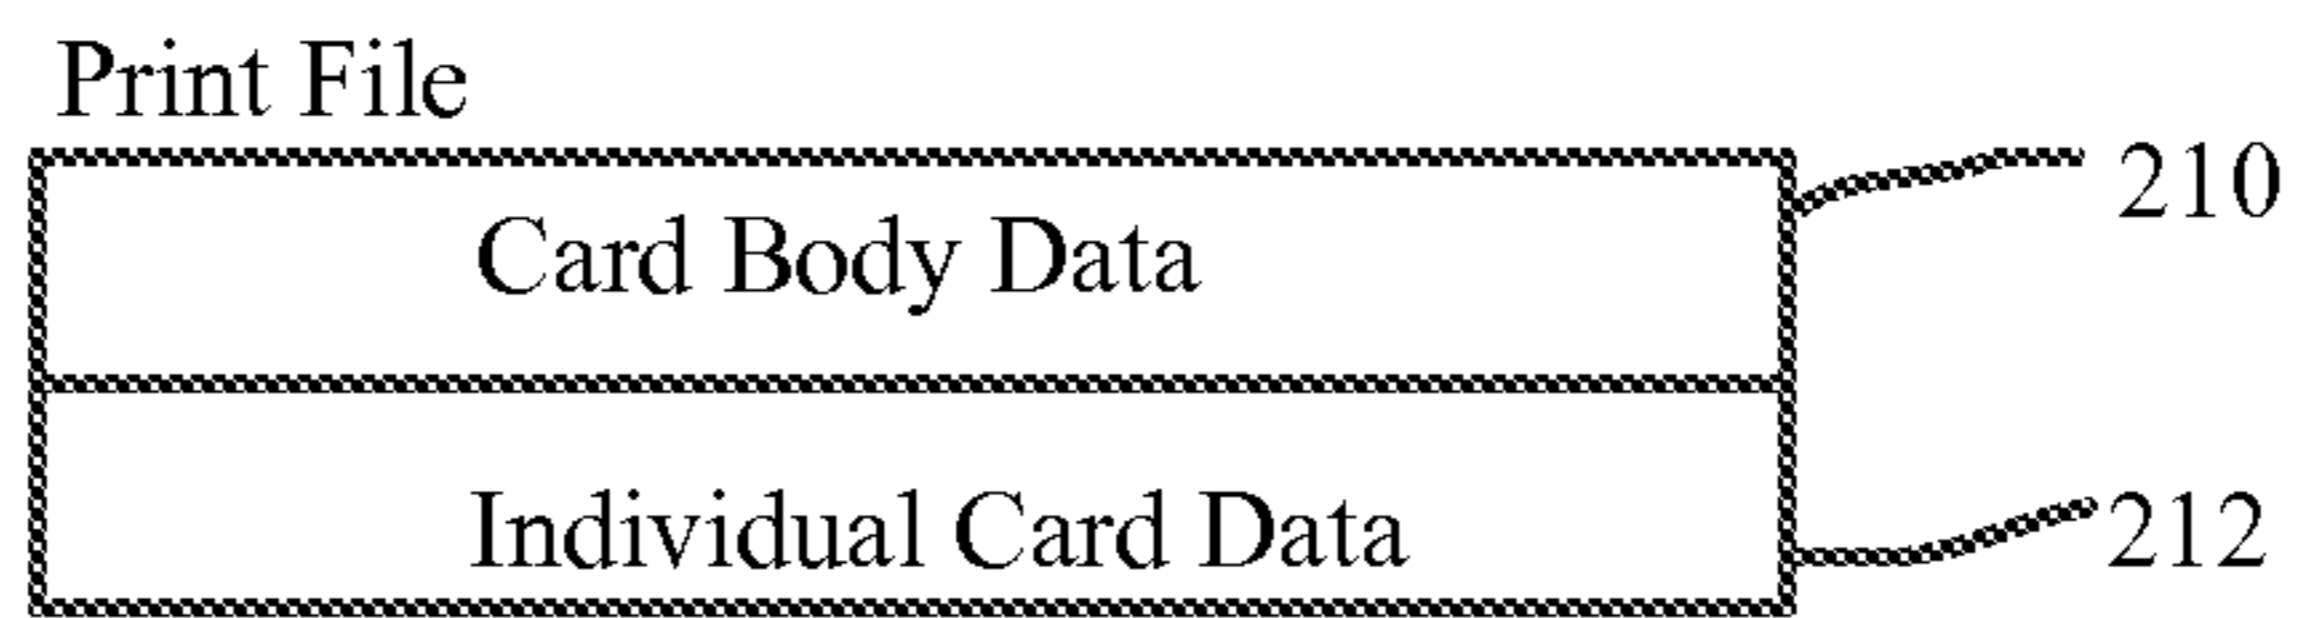 Print File
210
Card Body Data
Individual Card Data
212